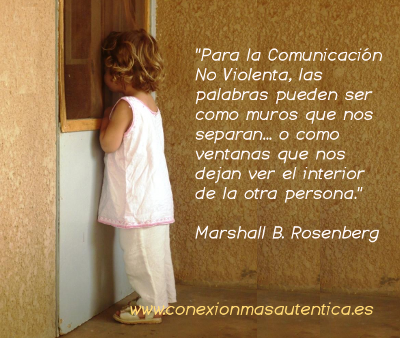 "Para la Comunicación
No Violenta, las
palabras pueden ser
como muros que nos
separan... o como
ventanas que nos
dejan ver el interior
de la otra persona."
Marshall B. Rosenberg
www.conexionmasautentica.es